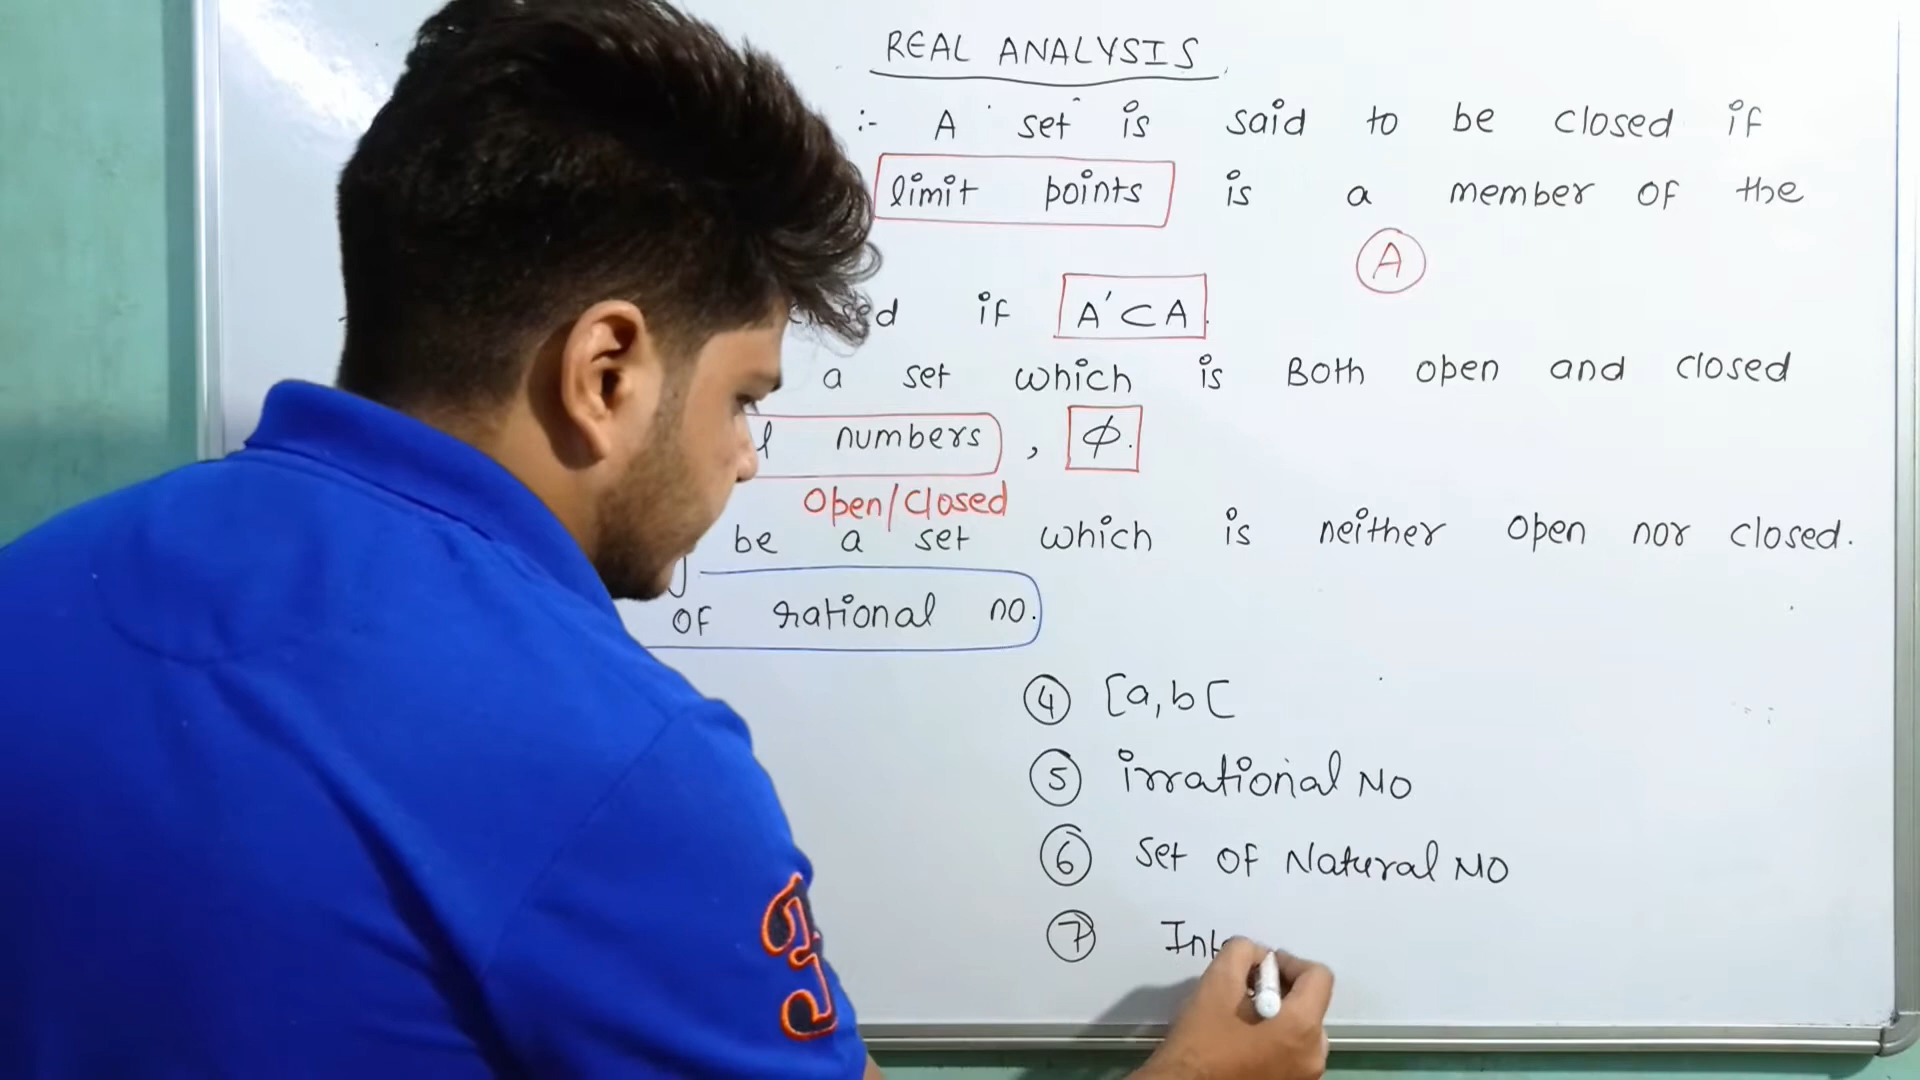 REAL ANALYSIS
:- A set is said to be closed if
limit points is a member OF the
A
if A' ⊂ A.
a set which is Both open and closed
numbers , ϕ.
Open/Closed
be a set which is neither open nor closed.
OF rational no.
④ [a,b[
⑤ irrational NO
⑥ Set OF Natural NO
⑦